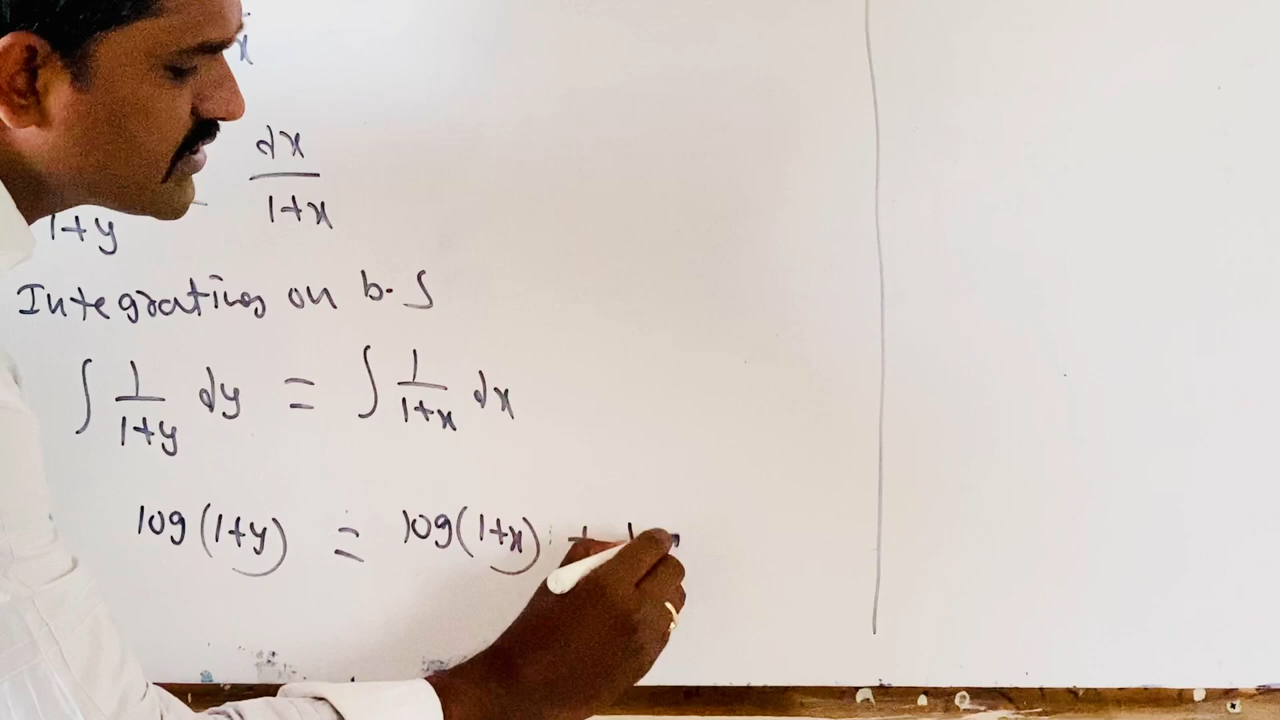 x
dx
1+y = 1+x
Integrating on b.S
∫ 1/1+y dy = ∫ 1/1+x dx
log(1+y) = log(1+x) +